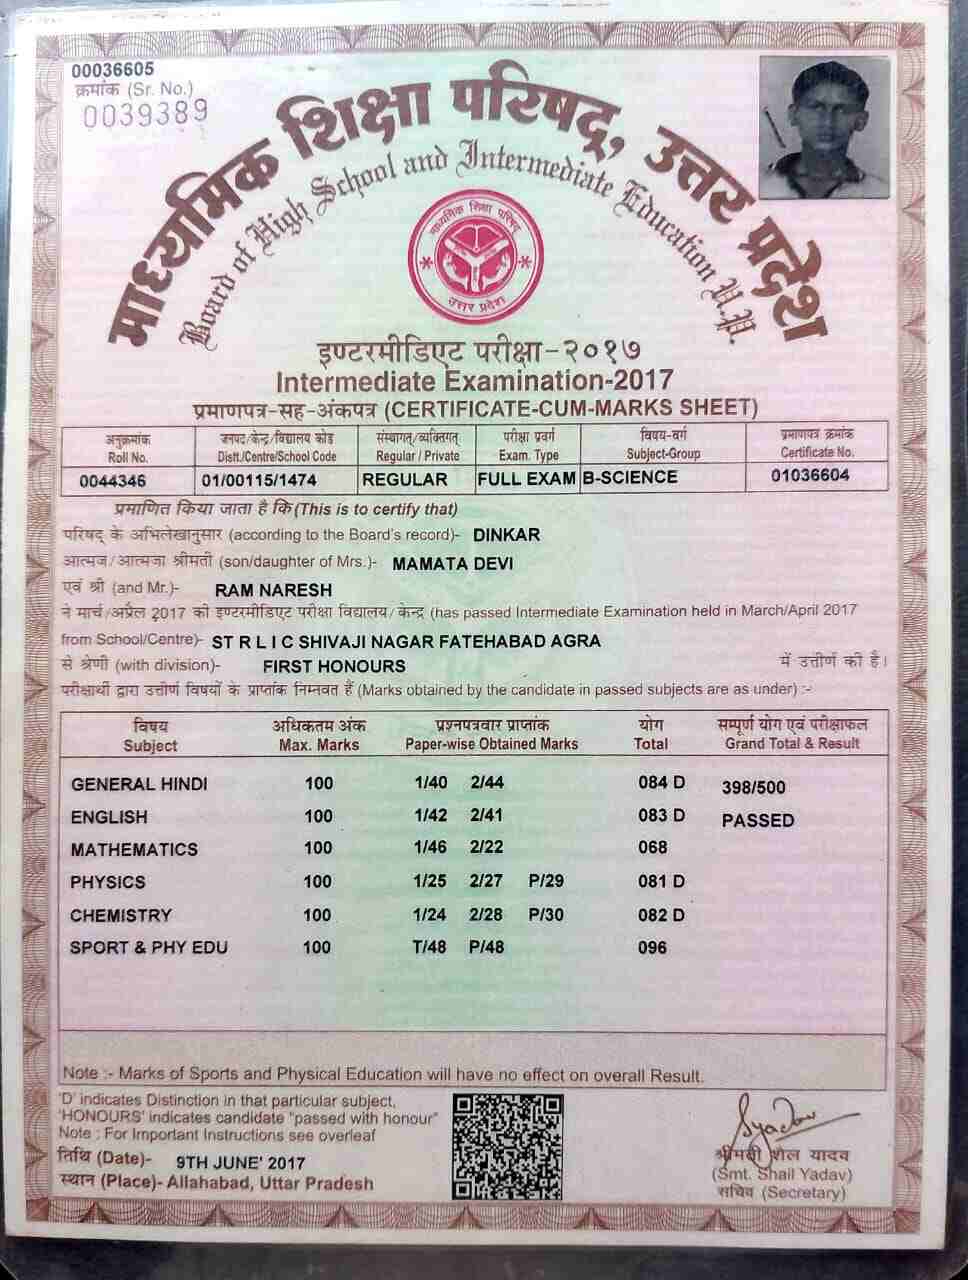 00036605
क्रमांक (Sr. No.)
0039389
माध्यमिक शिक्षा परिषद्, उत्तर प्रदेश
Board of High School and Intermediate Education U.P.
माध्यमिक शिक्षा परिषद्
उत्तर प्रदेश
इण्टरमीडिएट परीक्षा-२०१७
Intermediate Examination-2017
प्रमाणपत्र-सह-अंकपत्र (CERTIFICATE-CUM-MARKS SHEET)
अनुक्रमांक जनपद/केन्द्र/विद्यालय कोड संस्थागत/व्यक्तिगत परीक्षा प्रवर्ग विषय-वर्ग प्रमाणपत्र क्रमांक
Roll No. Distt./Centre/School Code Regular / Private Exam. Type Subject-Group Certificate No.
0044346 01/00115/1474 REGULAR FULL EXAM B-SCIENCE 01036604
प्रमाणित किया जाता है कि (This is to certify that)
परिषद् के अभिलेखानुसार (according to the Board's record)- DINKAR
आत्मज/आत्मजा श्रीमती (son/daughter of Mrs.)- MAMATA DEVI
एवं श्री (and Mr.)- RAM NARESH
ने मार्च/अप्रैल 2017 की इण्टरमीडिएट परीक्षा विद्यालय/केन्द्र (has passed Intermediate Examination held in March/April 2017
from School/Centre)- ST R L I C SHIVAJI NAGAR FATEHABAD AGRA
से श्रेणी (with division)- FIRST HONOURS में उत्तीर्ण की है।
परीक्षार्थी द्वारा उत्तीर्ण विषयों के प्राप्तांक निम्नवत हैं (Marks obtained by the candidate in passed subjects are as under) :-
विषय अधिकतम अंक प्रश्नपत्रवार प्राप्तांक योग सम्पूर्ण योग एवं परीक्षाफल
Subject Max. Marks Paper-wise Obtained Marks Total Grand Total & Result
GENERAL HINDI 100 1/40 2/44 084 D 398/500
ENGLISH 100 1/42 2/41 083 D PASSED
MATHEMATICS 100 1/46 2/22 068
PHYSICS 100 1/25 2/27 P/29 081 D
CHEMISTRY 100 1/24 2/28 P/30 082 D
SPORT & PHY EDU 100 T/48 P/48 096
Note :- Marks of Sports and Physical Education will have no effect on overall Result.
'D' indicates Distinction in that particular subject,
'HONOURS' indicates candidate "passed with honour"
Note : For Important Instructions see overleaf
तिथि (Date)- 9TH JUNE' 2017
स्थान (Place)- Allahabad, Uttar Pradesh
श्रीमती शैल यादव
(Smt. Shail Yadav)
सचिव (Secretary)